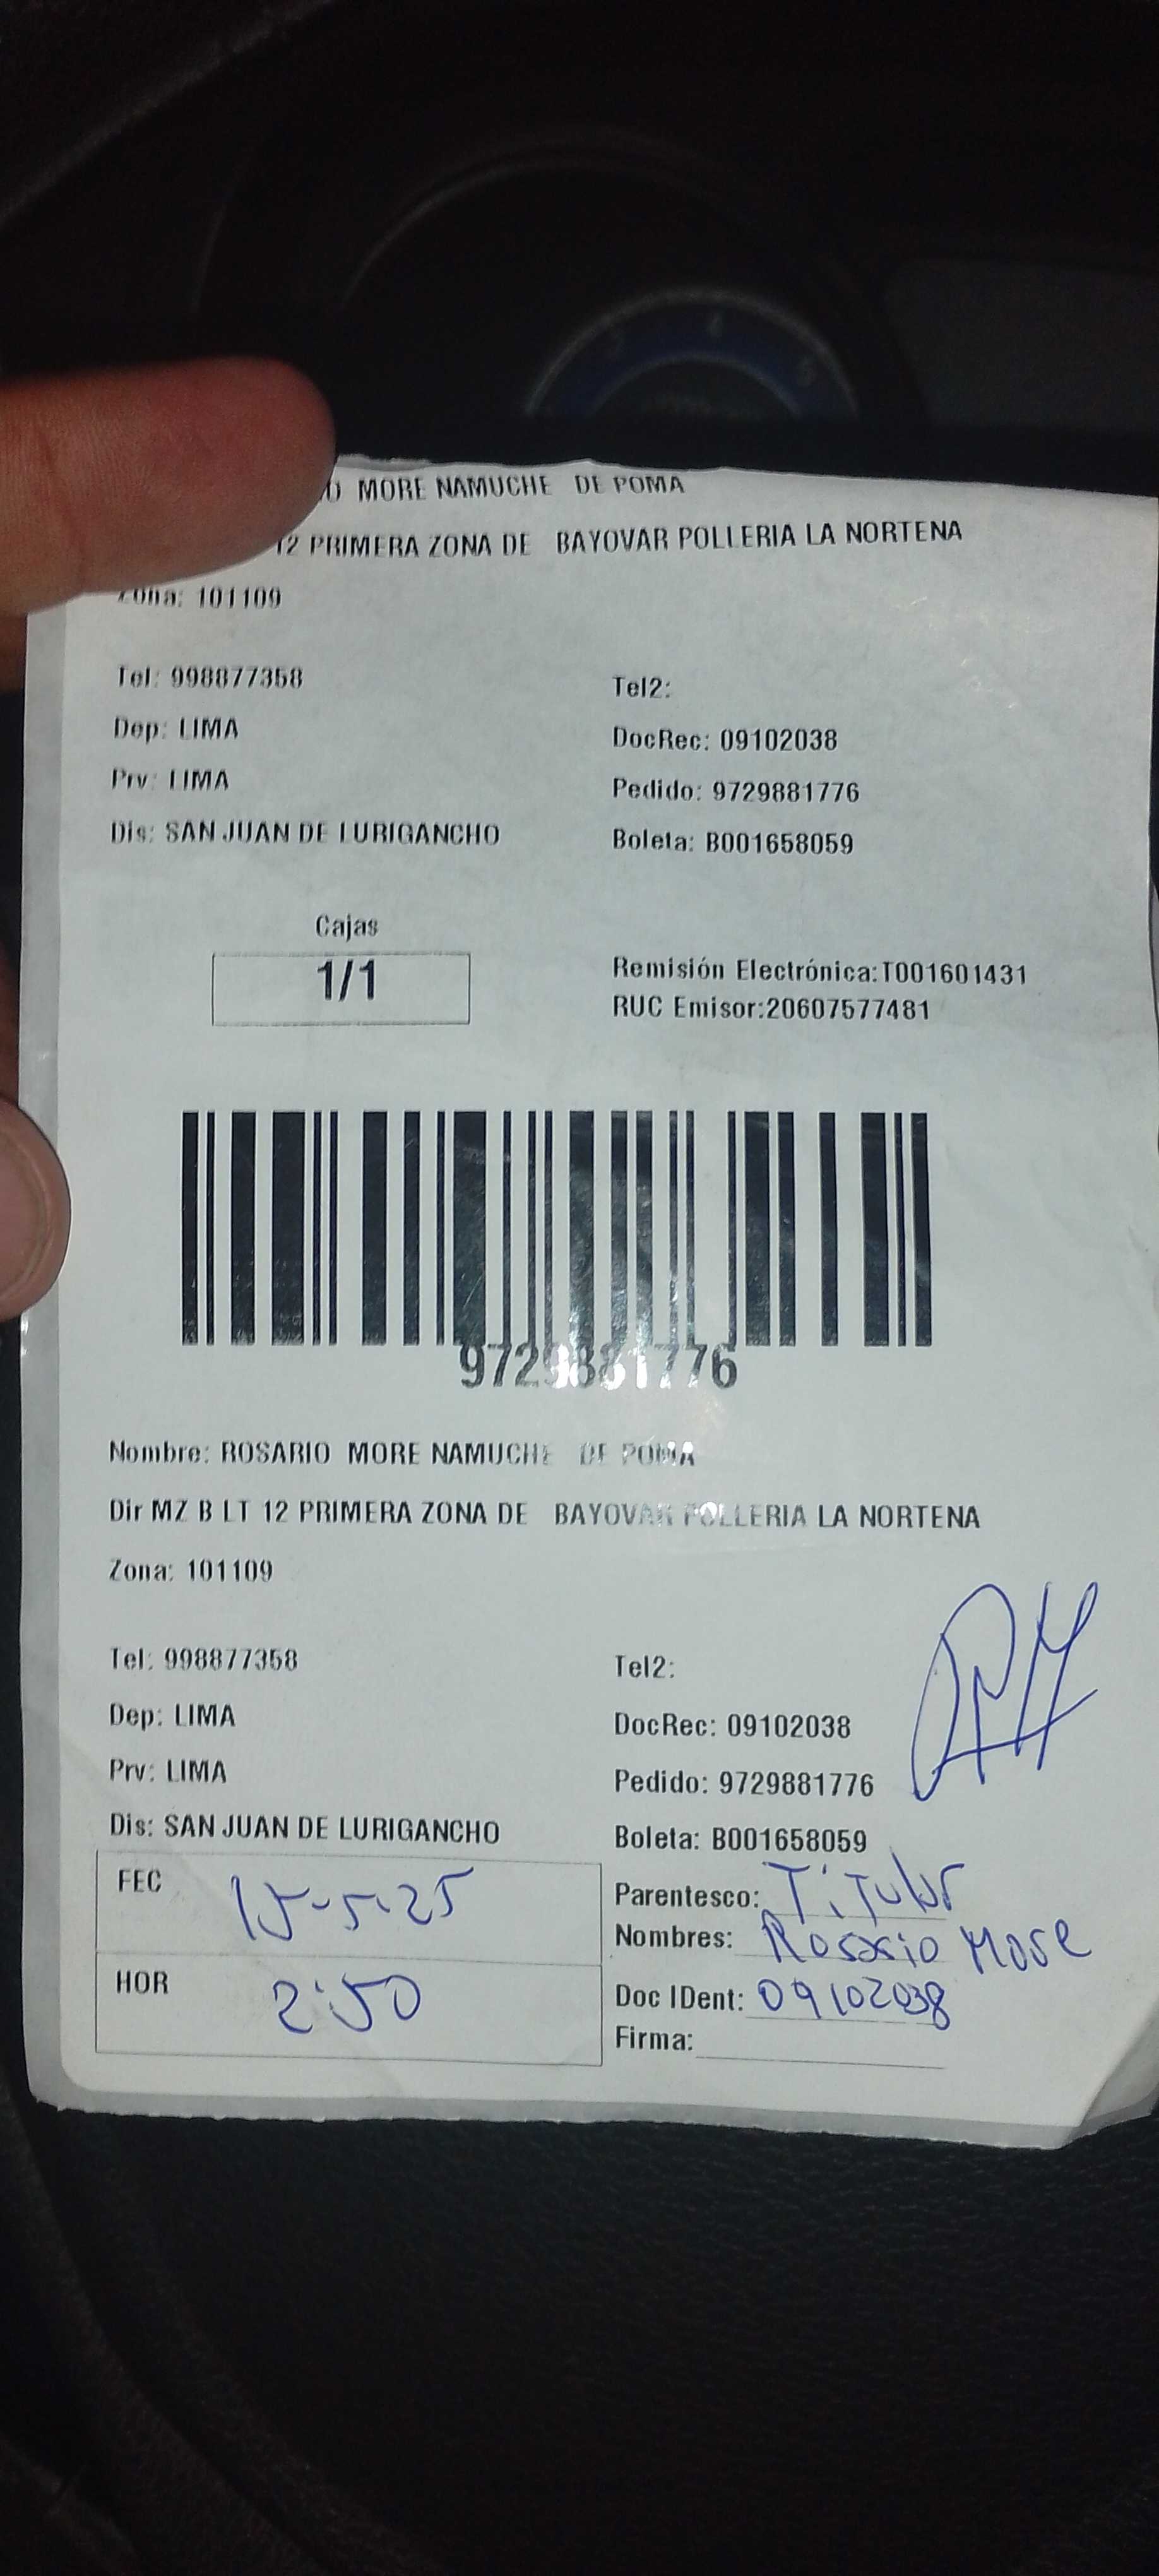 MORE NAMUCHE DE POMA
12 PRIMERA ZONA DE BAYOVAR POLLERIA LA NORTENA
Zona: 101109
Tel: 998877358 Tel2:
Dep: LIMA DocRec: 09102038
Prv: LIMA Pedido: 9729881776
Dis: SAN JUAN DE LURIGANCHO Boleta: B001658059
Cajas
1/1
Remisión Electrónica:T001601431
RUC Emisor:20607577481
9729881776
Nombre: ROSARIO MORE NAMUCHE DE POMA
Dir MZ B LT 12 PRIMERA ZONA DE BAYOVAR POLLERIA LA NORTENA
Zona: 101109
Tel: 998877358 Tel2:
Dep: LIMA DocRec: 09102038
Prv: LIMA Pedido: 9729881776
Dis: SAN JUAN DE LURIGANCHO Boleta: B001658059
FEC 15-5-25
HOR 2:50
Parentesco: Titular
Nombres: Rosario More
Doc IDent: 09102038
Firma: